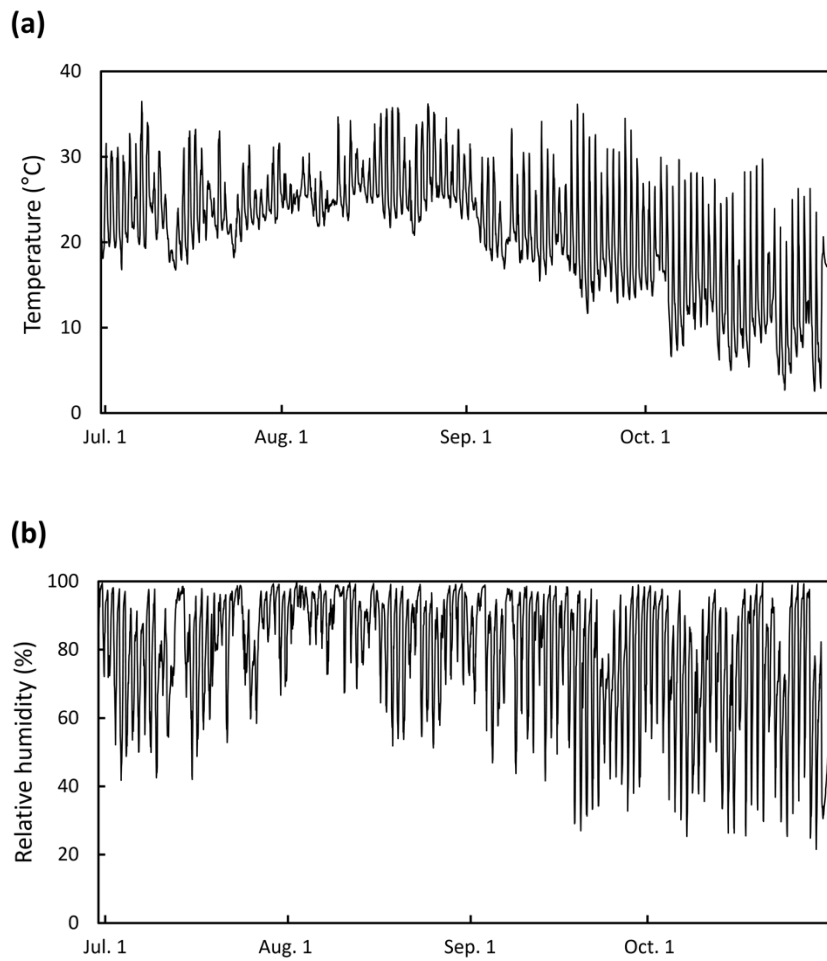 (a)
40
30
20
10
0
Temperature (°C)
Jul. 1 Aug. 1 Sep. 1 Oct. 1
(b)
100
80
60
40
20
0
Relative humidity (%)
Jul. 1 Aug. 1 Sep. 1 Oct. 1